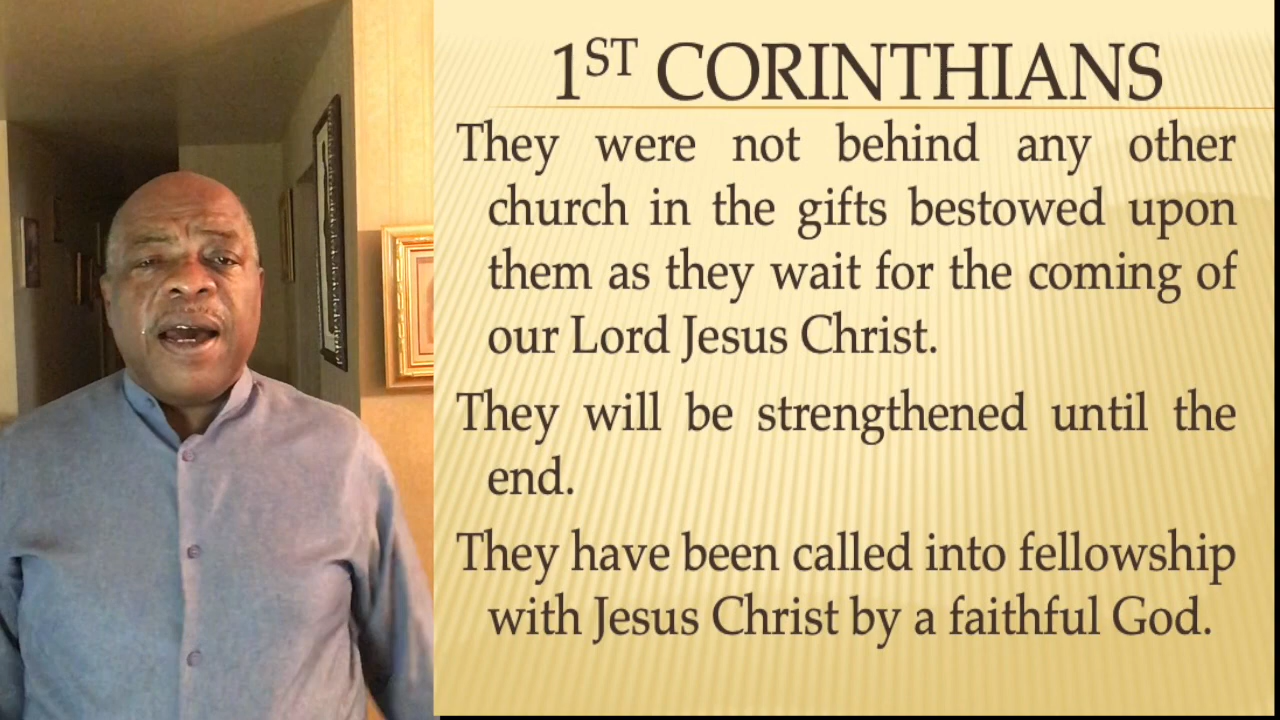 1ST CORINTHIANS
They were not behind any other
church in the gifts bestowed upon
them as they wait for the coming of
our Lord Jesus Christ.
They will be strengthened until the
end.
They have been called into fellowship
with Jesus Christ by a faithful God.